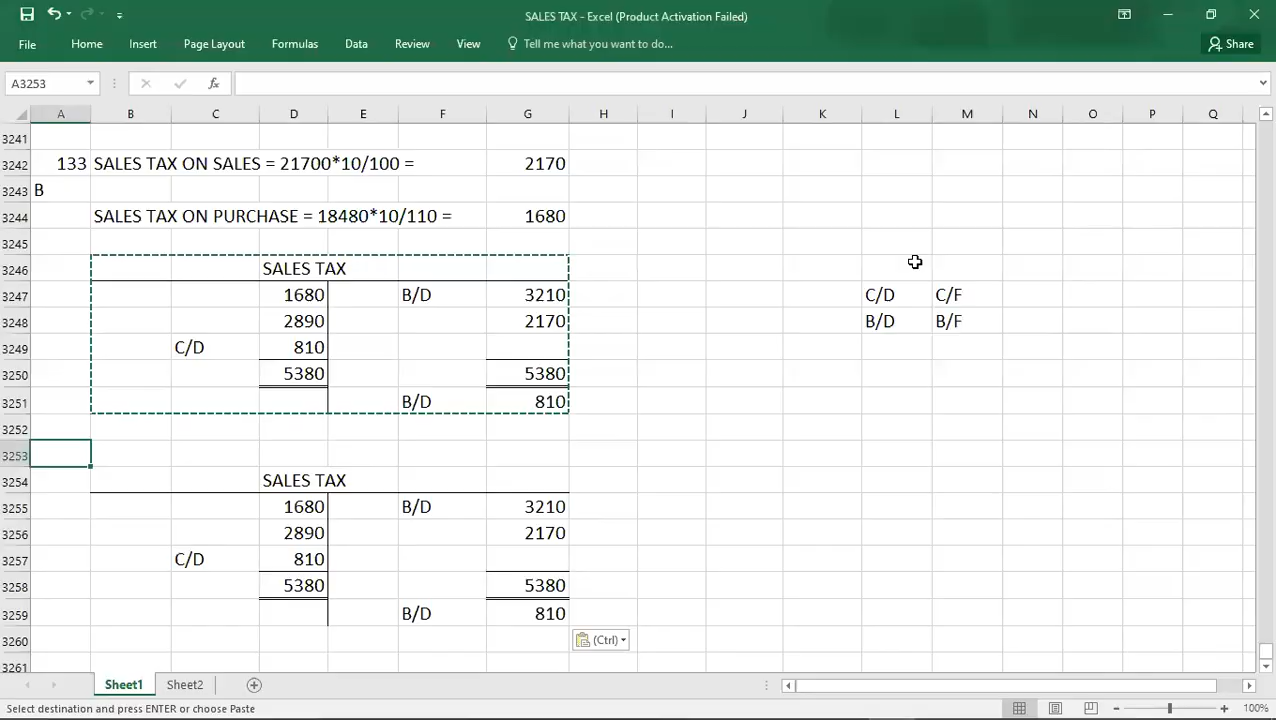 SALES TAX - Excel (Product Activation Failed)
File Home Insert Page Layout Formulas Data Review View Tell me what you want to do... Share
A3253 fx
A B C D E F G H I J K L M N O P Q
3241
3242 133 SALES TAX ON SALES = 21700*10/100 = 2170
3243 B
3244 SALES TAX ON PURCHASE = 18480*10/110 = 1680
3245
3246 SALES TAX
3247 1680 B/D 3210 C/D C/F
3248 2890 2170 B/D B/F
3249 C/D 810
3250 5380 5380
3251 B/D 810
3252
3253
3254 SALES TAX
3255 1680 B/D 3210
3256 2890 2170
3257 C/D 810
3258 5380 5380
3259 B/D 810
3260 (Ctrl)
3261
Sheet1 Sheet2
Select destination and press ENTER or choose Paste 100%